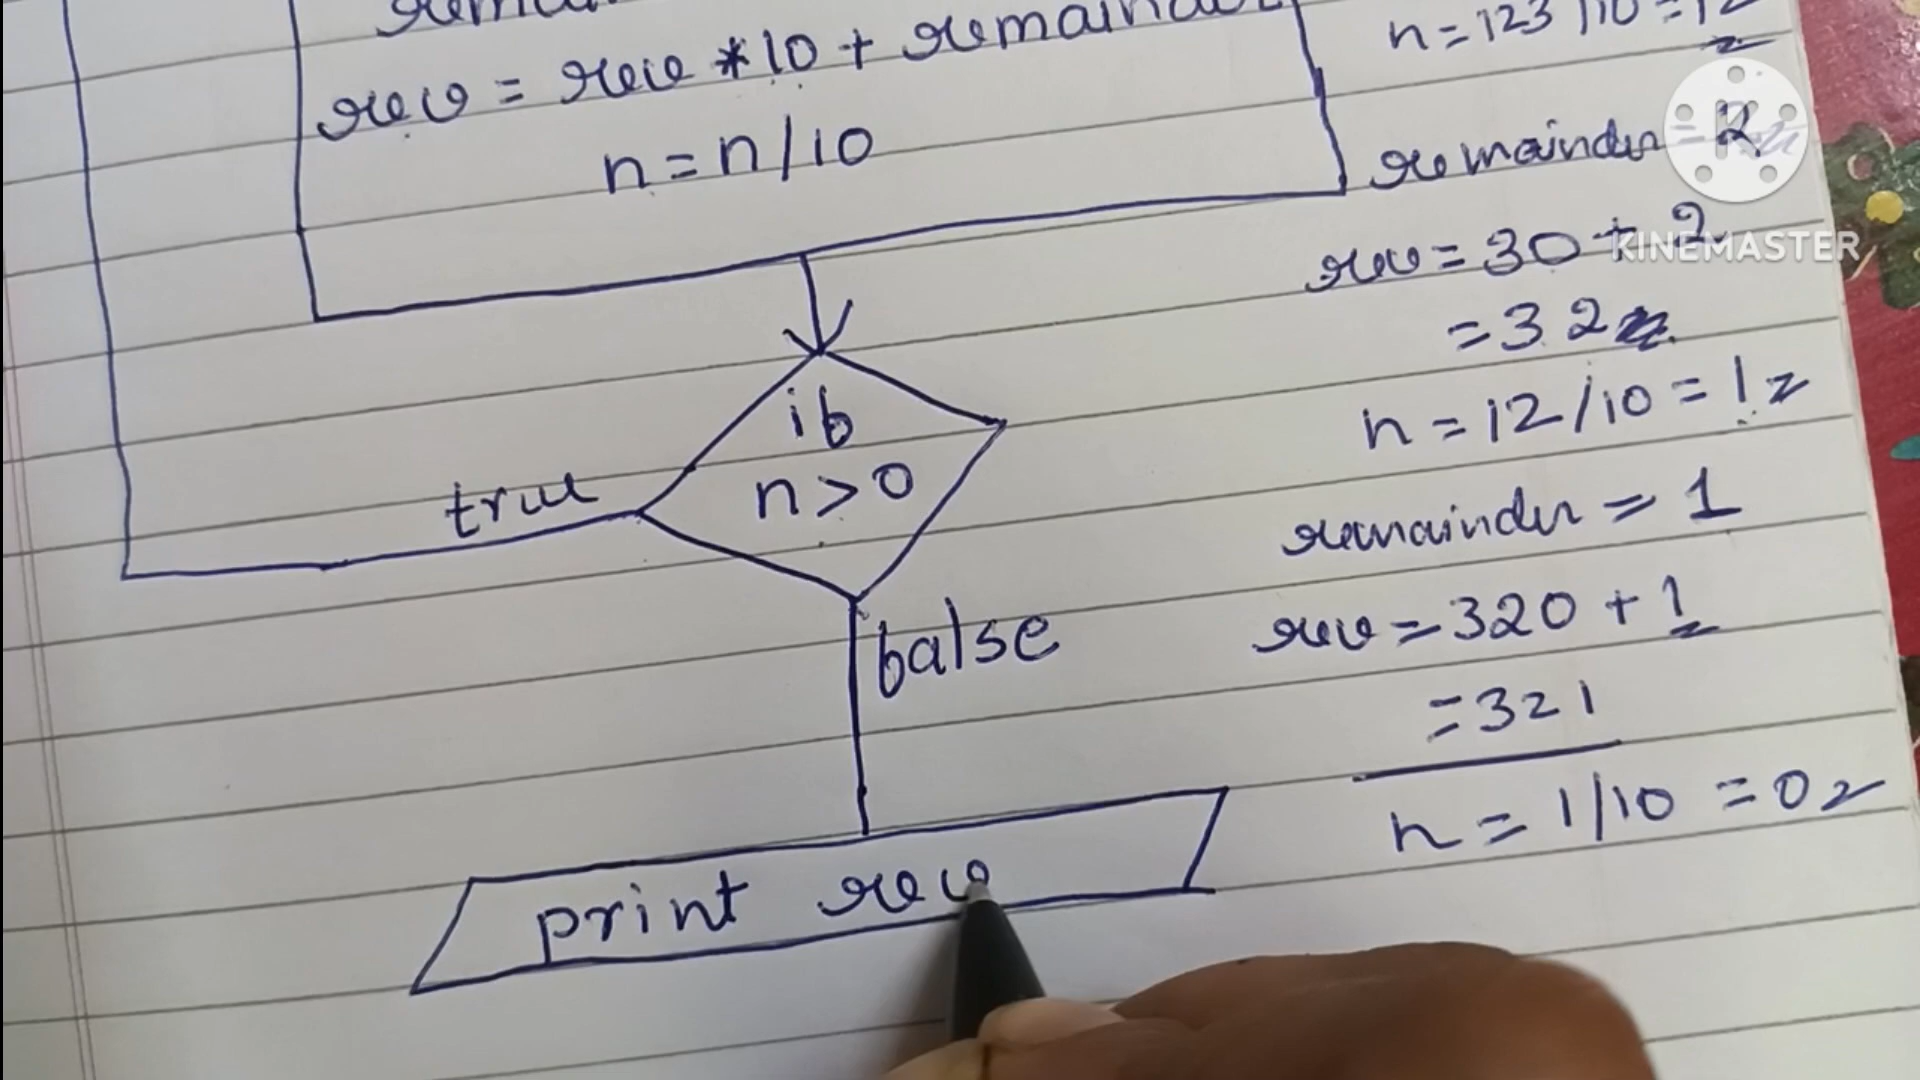 rev = rev * 10 + remainder
n = n/10
if
n > 0
true
false
print rev
n = 123/10 = 12
remainder = 2
rev = 30 + 2
= 32
n = 12/10 = 1
remainder = 1
rev = 320 + 1
= 321
n = 1/10 = 0
K
KINEMASTER